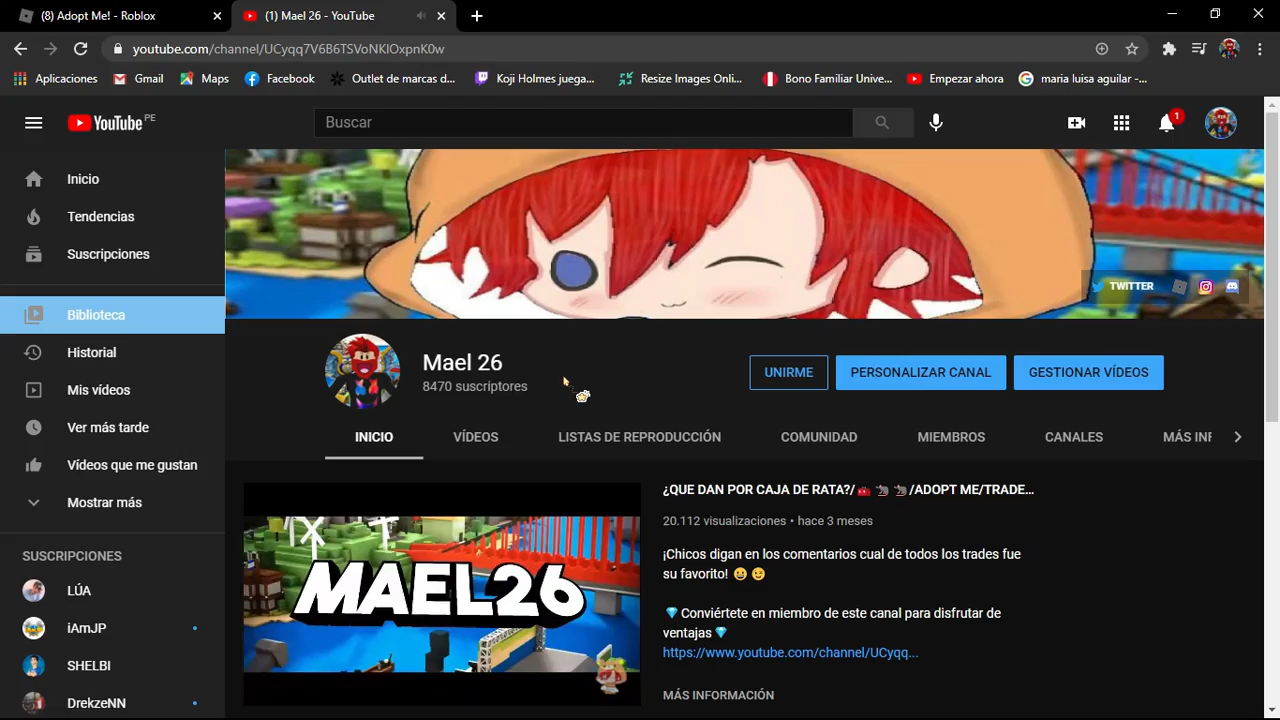 (8) Adopt Me! - Roblox
(1) Mael 26 - YouTube
youtube.com/channel/UCyqq7V6B6TSVoNKlOxpnK0w
Aplicaciones
Gmail
Maps
Facebook
Outlet de marcas d...
Koji Holmes juega...
Resize Images Onli...
Bono Familiar Unive...
Empezar ahora
maria luisa aguilar -...
YouTube PE
Buscar
1
Inicio
Tendencias
Suscripciones
Biblioteca
Historial
Mis vídeos
Ver más tarde
Vídeos que me gustan
Mostrar más
SUSCRIPCIONES
LÚA
iAmJP
SHELBI
DrekzeNN
TWITTER
Mael 26
8470 suscriptores
UNIRME
PERSONALIZAR CANAL
GESTIONAR VÍDEOS
INICIO
VÍDEOS
LISTAS DE REPRODUCCIÓN
COMUNIDAD
MIEMBROS
CANALES
MÁS INF
X T
MAEL26
¿QUE DAN POR CAJA DE RATA?/🧰 🐀 🐀/ADOPT ME/TRADE...
20.112 visualizaciones • hace 3 meses
¡Chicos digan en los comentarios cual de todos los trades fue
su favorito! 😀 😉
💎 Conviértete en miembro de este canal para disfrutar de
ventajas 💎
https://www.youtube.com/channel/UCyqq...
MÁS INFORMACIÓN